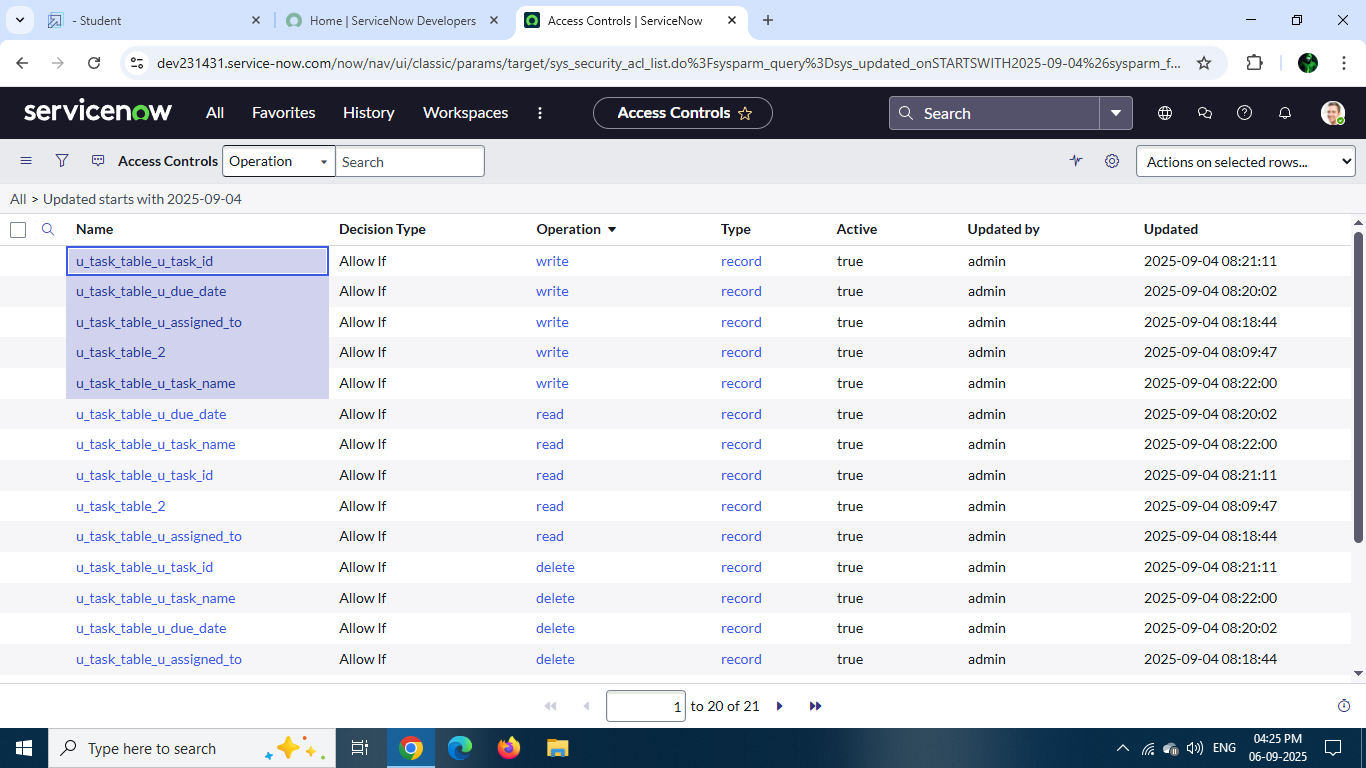 - Student
Home | ServiceNow Developers
Access Controls | ServiceNow
dev231431.service-now.com/now/nav/ui/classic/params/target/sys_security_acl_list.do%3Fsysparm_query%3Dsys_updated_onSTARTSWITH2025-09-04%26sysparm_f...
servicenow All Favorites History Workspaces Access Controls Search
Access Controls Operation Search Actions on selected rows...
All > Updated starts with 2025-09-04
Name Decision Type Operation Type Active Updated by Updated
u_task_table_u_task_id Allow If write record true admin 2025-09-04 08:21:11
u_task_table_u_due_date Allow If write record true admin 2025-09-04 08:20:02
u_task_table_u_assigned_to Allow If write record true admin 2025-09-04 08:18:44
u_task_table_2 Allow If write record true admin 2025-09-04 08:09:47
u_task_table_u_task_name Allow If write record true admin 2025-09-04 08:22:00
u_task_table_u_due_date Allow If read record true admin 2025-09-04 08:20:02
u_task_table_u_task_name Allow If read record true admin 2025-09-04 08:22:00
u_task_table_u_task_id Allow If read record true admin 2025-09-04 08:21:11
u_task_table_2 Allow If read record true admin 2025-09-04 08:09:47
u_task_table_u_assigned_to Allow If read record true admin 2025-09-04 08:18:44
u_task_table_u_task_id Allow If delete record true admin 2025-09-04 08:21:11
u_task_table_u_task_name Allow If delete record true admin 2025-09-04 08:22:00
u_task_table_u_due_date Allow If delete record true admin 2025-09-04 08:20:02
u_task_table_u_assigned_to Allow If delete record true admin 2025-09-04 08:18:44
1 to 20 of 21
Type here to search
ENG
04:25 PM
06-09-2025